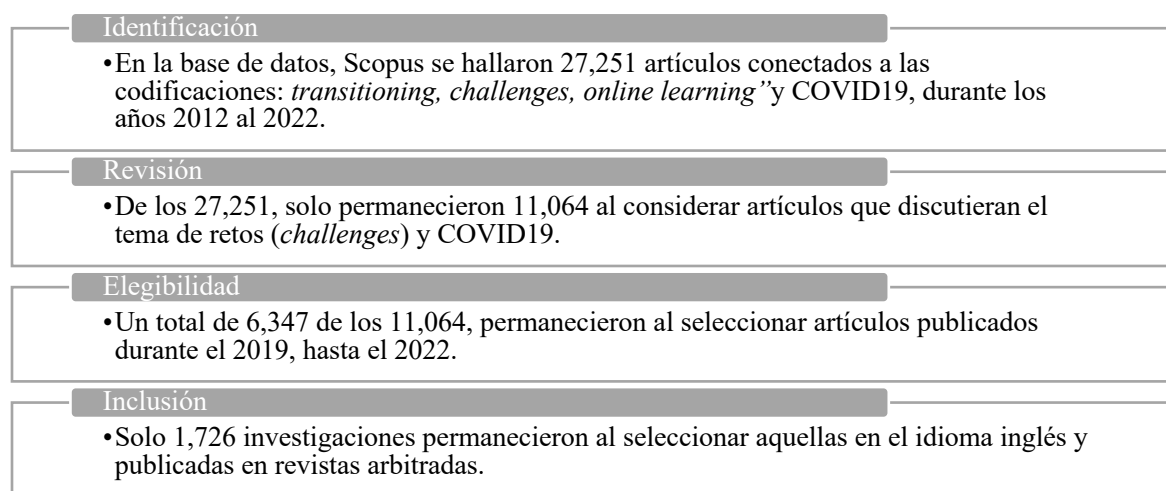 Identificación
•En la base de datos, Scopus se hallaron 27,251 artículos conectados a las
codificaciones: transitioning, challenges, online learning”y COVID19, durante los
años 2012 al 2022.
Revisión
•De los 27,251, solo permanecieron 11,064 al considerar artículos que discutieran el
tema de retos (challenges) y COVID19.
Elegibilidad
•Un total de 6,347 de los 11,064, permanecieron al seleccionar artículos publicados
durante el 2019, hasta el 2022.
Inclusión
•Solo 1,726 investigaciones permanecieron al seleccionar aquellas en el idioma inglés y
publicadas en revistas arbitradas.